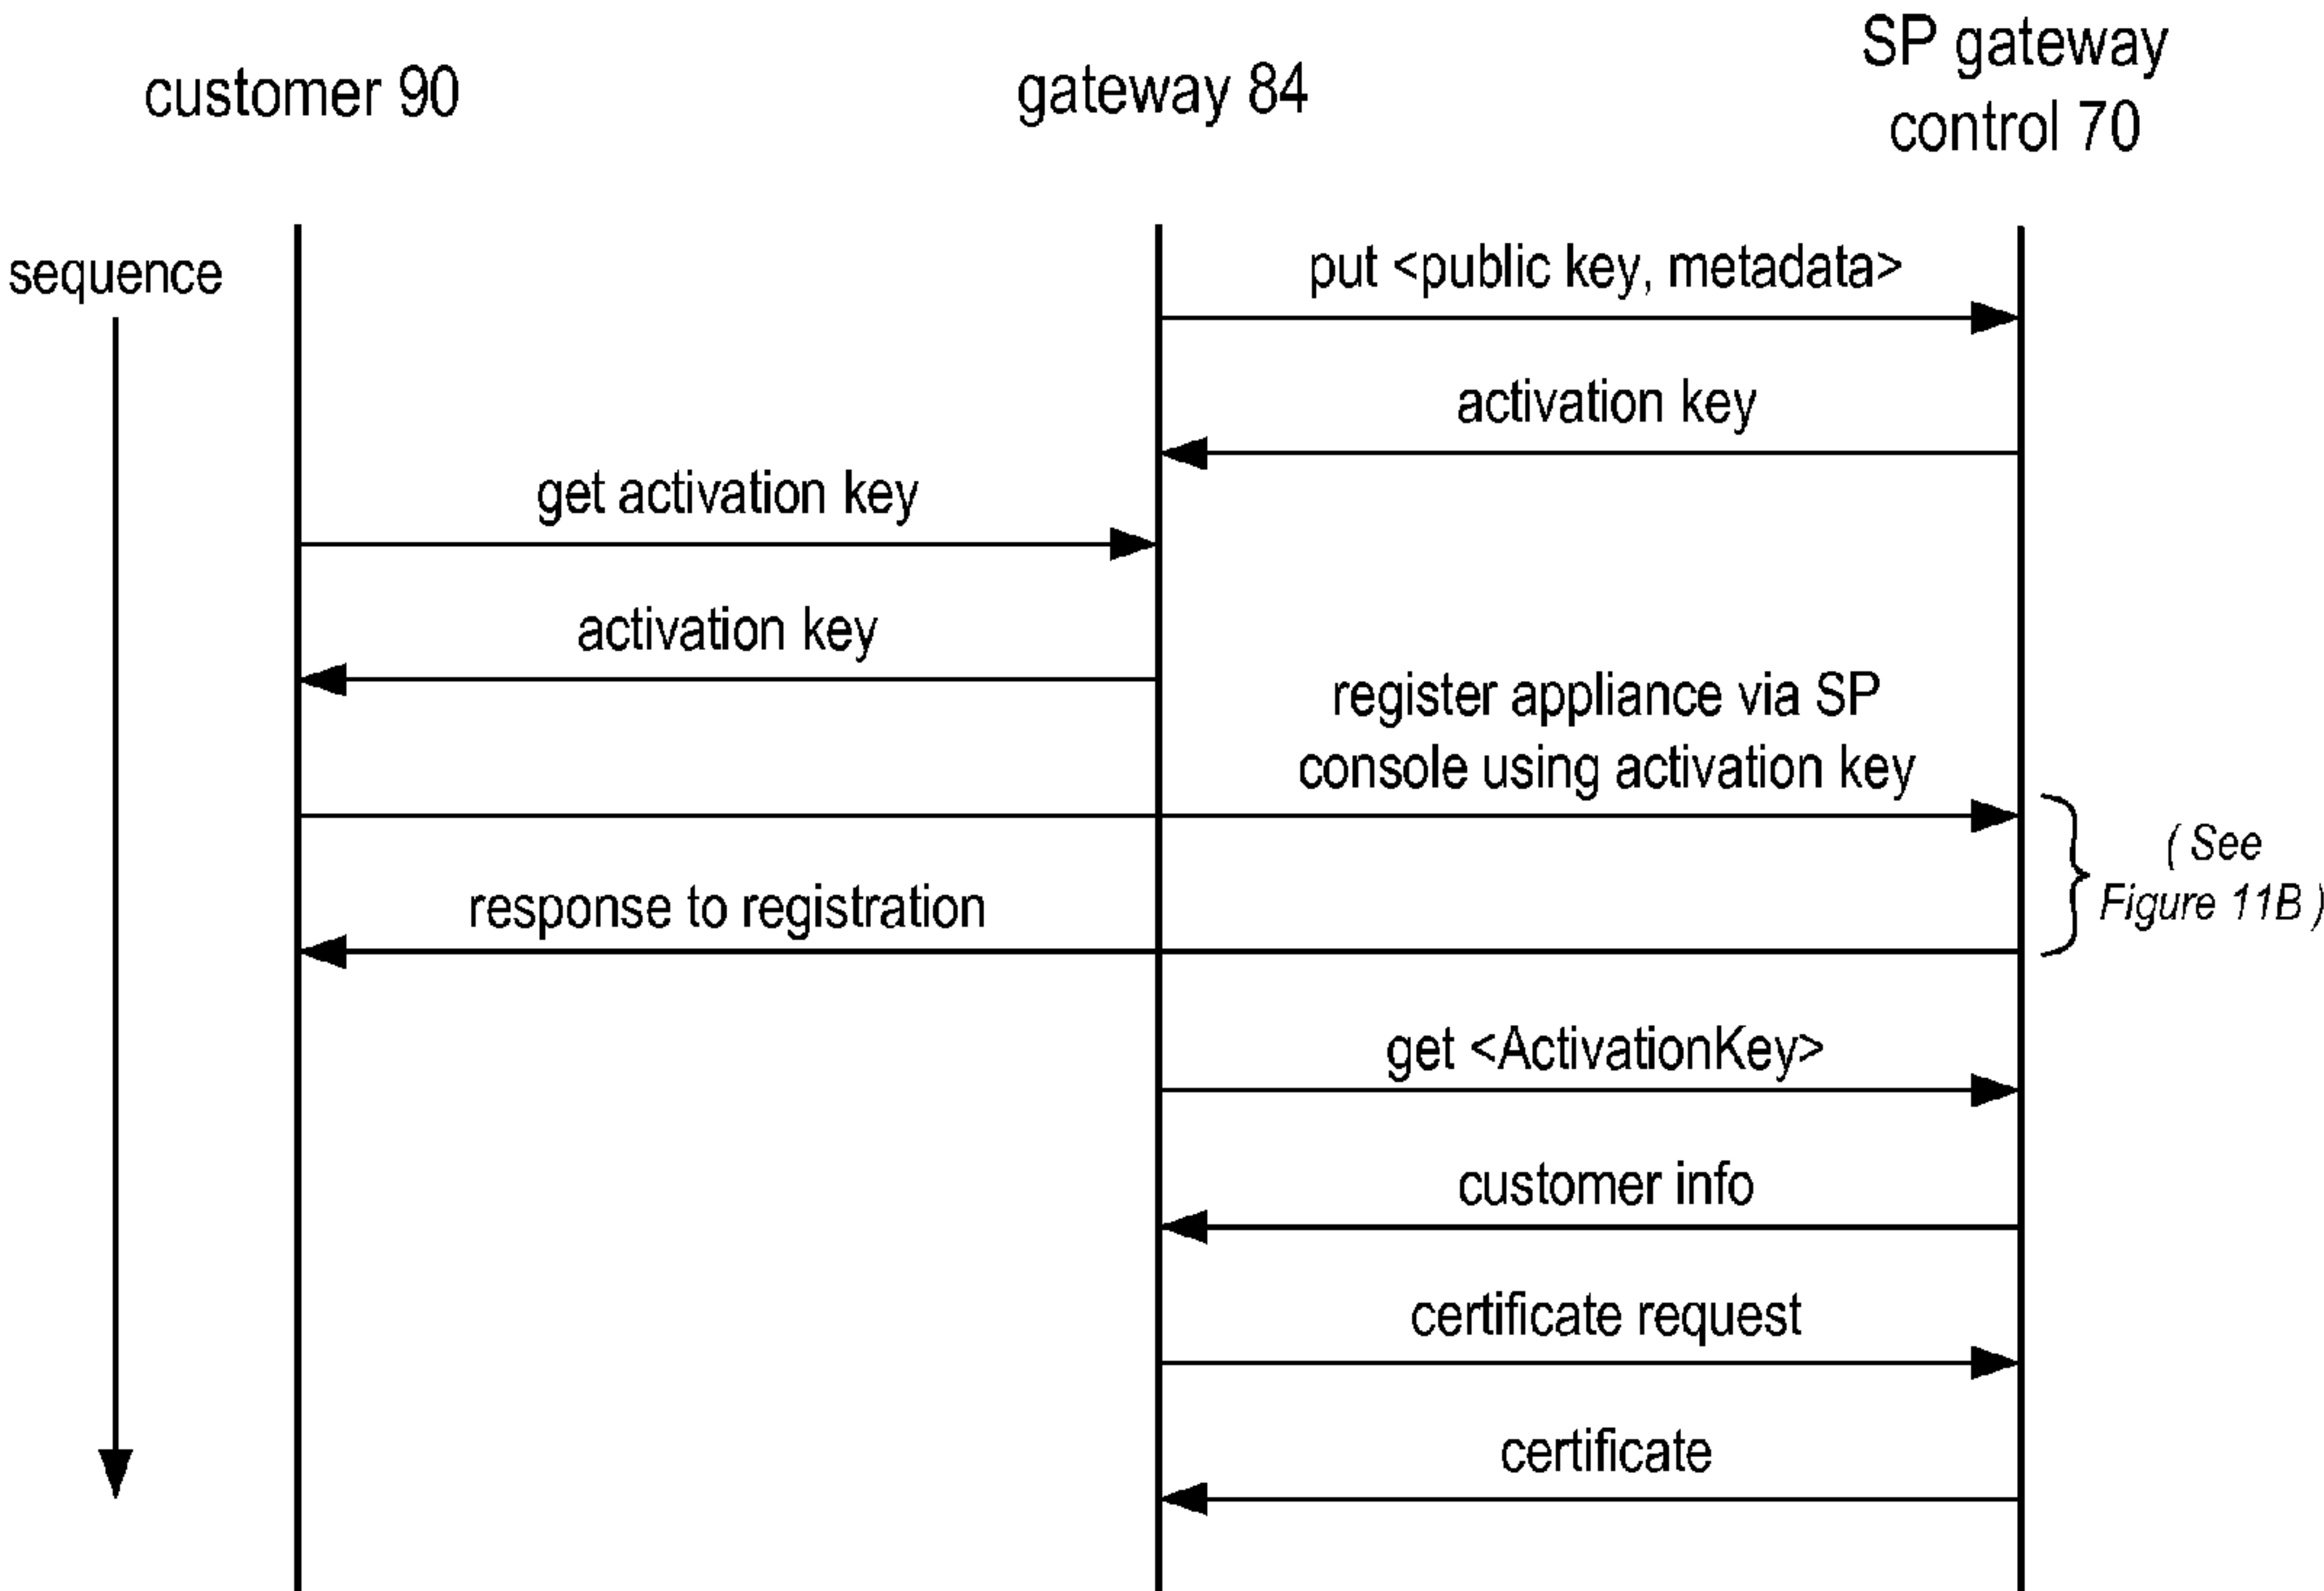 customer 90
gateway 84
SP gateway
control 70
sequence
put <public key, metadata>
activation key
get activation key
activation key
register appliance via SP
console using activation key
( See
Figure 11B )
response to registration
get <ActivationKey>
customer info
certificate request
certificate